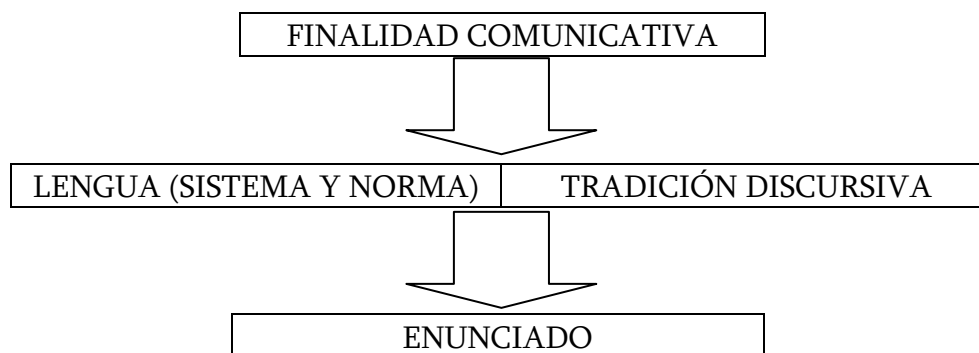 FINALIDAD COMUNICATIVA
LENGUA (SISTEMA Y NORMA) TRADICIÓN DISCURSIVA
ENUNCIADO